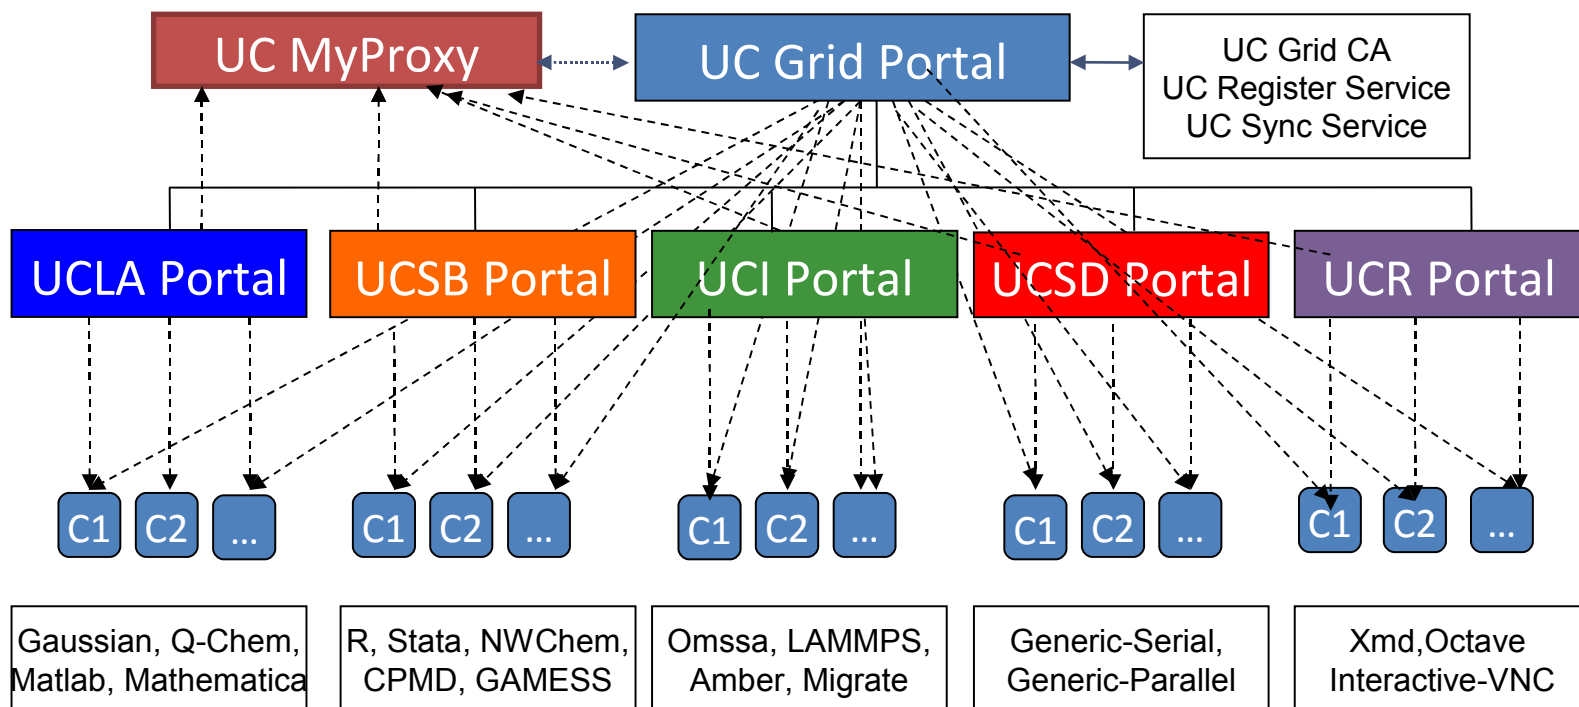 UC MyProxy
UC Grid Portal
UC Grid CA
UC Register Service
UC Sync Service
UCLA Portal
UCSB Portal
UCI Portal
UCSD Portal
UCR Portal
C1
C2
...
C1
C2
...
C1
C2
...
C1
C2
...
C1
C2
...
Gaussian, Q-Chem,
Matlab, Mathematica
R, Stata, NWChem,
CPMD, GAMESS
Omssa, LAMMPS,
Amber, Migrate
Generic-Serial,
Generic-Parallel
Xmd,Octave
Interactive-VNC